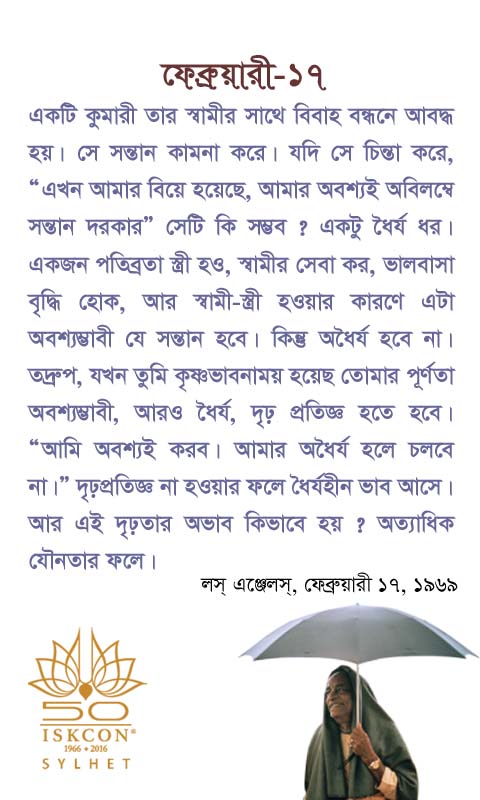 ফেব্রুয়ারী-১৭
একটি কুমারী তার স্বামীর সাথে বিবাহ বন্ধনে আবদ্ধ
হয়। সে সন্তান কামনা করে। যদি সে চিন্তা করে,
“এখন আমার বিয়ে হয়েছে, আমার অবশ্যই অবিলম্বে
সন্তান দরকার” সেটি কি সম্ভব ? একটু ধৈর্য ধর।
একজন পতিব্রতা স্ত্রী হও, স্বামীর সেবা কর, ভালবাসা
বৃদ্ধি হোক, আর স্বামী-স্ত্রী হওয়ার কারণে এটা
অবশ্যম্ভাবী যে সন্তান হবে। কিন্তু অধৈর্য হবে না।
তদ্রুপ, যখন তুমি কৃষ্ণভাবনাময় হয়েছ তোমার পূর্ণতা
অবশ্যম্ভাবী, আরও ধৈর্য, দৃঢ় প্রতিজ্ঞ হতে হবে।
“আমি অবশ্যই করব। আমার অধৈর্য হলে চলবে
না।” দৃঢ়প্রতিজ্ঞ না হওয়ার ফলে ধৈর্যহীন ভাব আসে।
আর এই দৃঢ়তার অভাব কিভাবে হয় ? অত্যাধিক
যৌনতার ফলে।
লস্ এঞ্জেলস্, ফেব্রুয়ারী ১৭, ১৯৬৯
50
ISKCON®
1966 • 2016
SYLHET